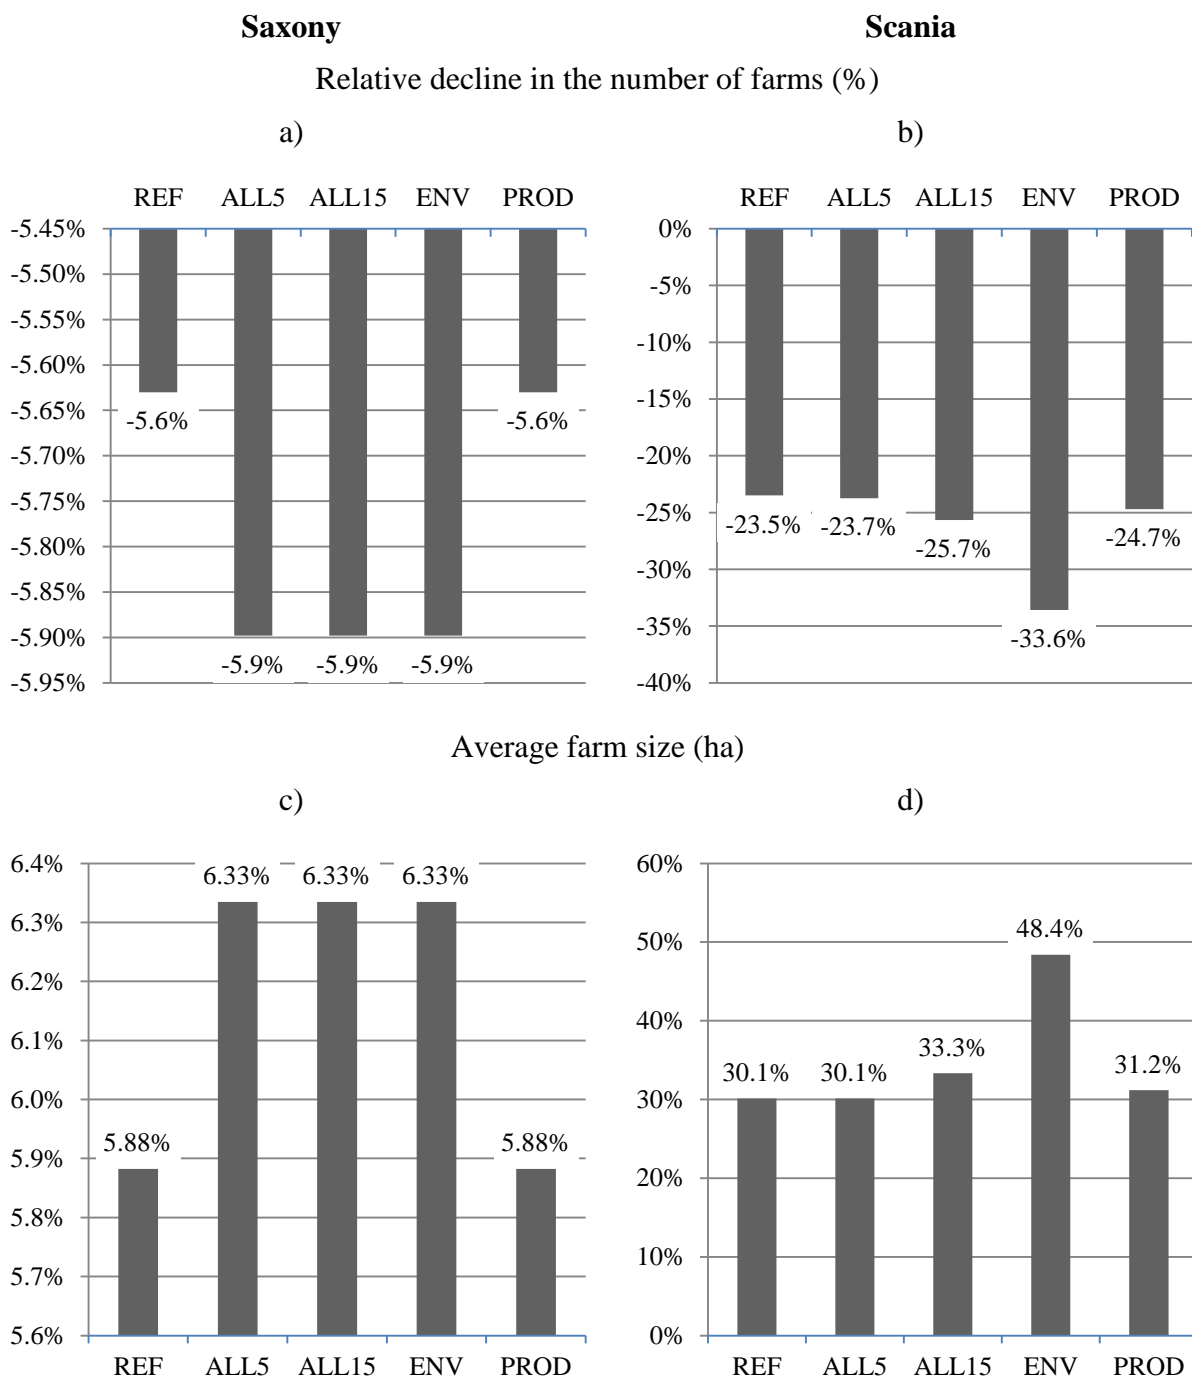 Saxony Scania
Relative decline in the number of farms (%)
a) b)
REF ALL5 ALL15 ENV PROD
-5.45%
-5.50%
-5.55%
-5.60%
-5.65%
-5.70%
-5.75%
-5.80%
-5.85%
-5.90%
-5.95%
-5.6% -5.9% -5.9% -5.9% -5.6%
REF ALL5 ALL15 ENV PROD
0%
-5%
-10%
-15%
-20%
-25%
-30%
-35%
-40%
-23.5% -23.7% -25.7% -33.6% -24.7%
Average farm size (ha)
c) d)
6.4%
6.3%
6.2%
6.1%
6.0%
5.9%
5.8%
5.7%
5.6%
5.88% 6.33% 6.33% 6.33% 5.88%
REF ALL5 ALL15 ENV PROD
60%
50%
40%
30%
20%
10%
0%
30.1% 30.1% 33.3% 48.4% 31.2%
REF ALL5 ALL15 ENV PROD